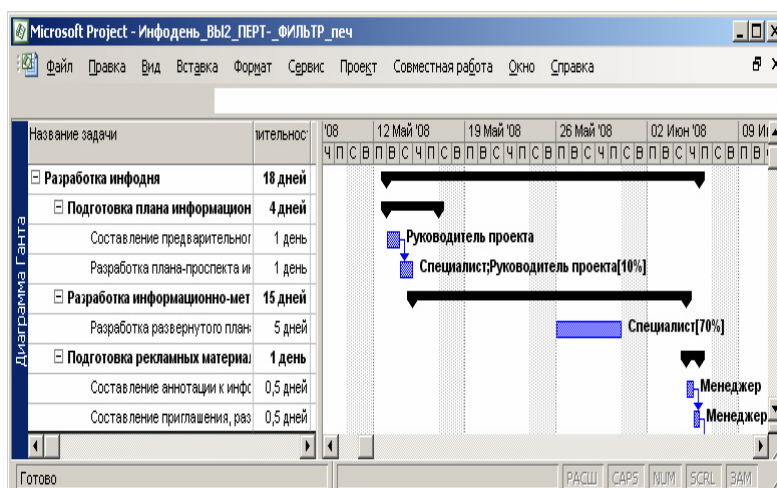 Microsoft Project - Инфодень_ВЫ2_ПЕРТ-_ФИЛЬТР_печ
Файл Правка Вид Вставка Формат Сервис Проект Совместная работа Окно Справка
Название задачи ительнос '08 12 Май '08 19 Май '08 26 Май '08 02 Июн '08 09 Ию
Ч П С В П В С Ч П С В П В С Ч П С В П В С Ч П С В П В С Ч П С В П В
Разработка инфодня 18 дней
Подготовка плана информацион 4 дней
Составление предварительног 1 день Руководитель проекта
Разработка плана-проспекта ин 1 день Специалист;Руководитель проекта[10%]
Разработка информационно-мет 15 дней
Разработка развернутого плана 5 дней Специалист[70%]
Подготовка рекламных материал 1 день
Составление аннотации к инфо 0,5 дней Менеджер
Составление приглашения, раз 0,5 дней Менеджер
Диаграмма Ганта
Готово РАСШ CAPS NUM SCRL ЗАМ